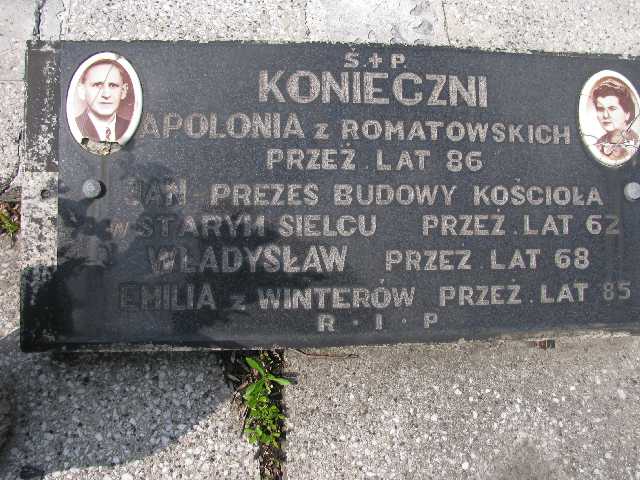 Ś.+P.
KONIECZNI
APOLONIA z ROMATOWSKICH
PRZEŻ. LAT 86
JAN - PREZES BUDOWY KOŚCIOŁA
W STARYM SIELCU PRZEŻ. LAT 62
WŁADYSŁAW PRZEŻ. LAT 68
EMILIA z WINTERÓW PRZEŻ. LAT 85
R · I · P